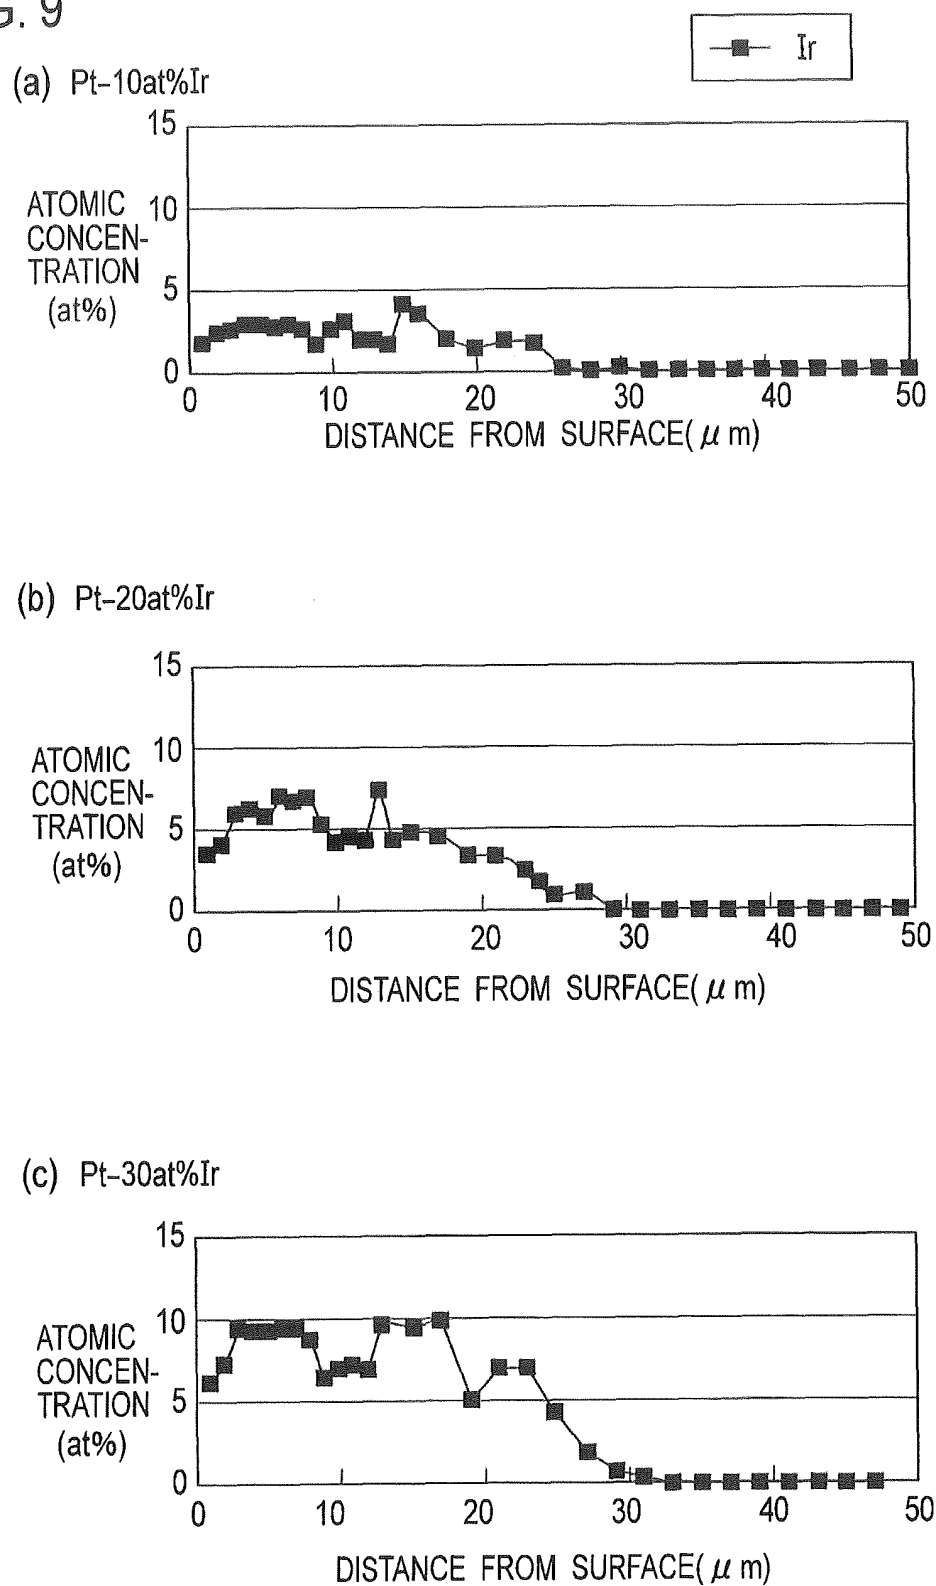 G. 9
Ir
(a) Pt-10at%Ir
15
ATOMIC
CONCEN-
TRATION
(at%)
10
5
0
0 10 20 30 40 50
DISTANCE FROM SURFACE(μm)
(b) Pt-20at%Ir
15
ATOMIC
CONCEN-
TRATION
(at%)
10
5
0
0 10 20 30 40 50
DISTANCE FROM SURFACE(μm)
(c) Pt-30at%Ir
15
ATOMIC
CONCEN-
TRATION
(at%)
10
5
0
0 10 20 30 40 50
DISTANCE FROM SURFACE(μm)